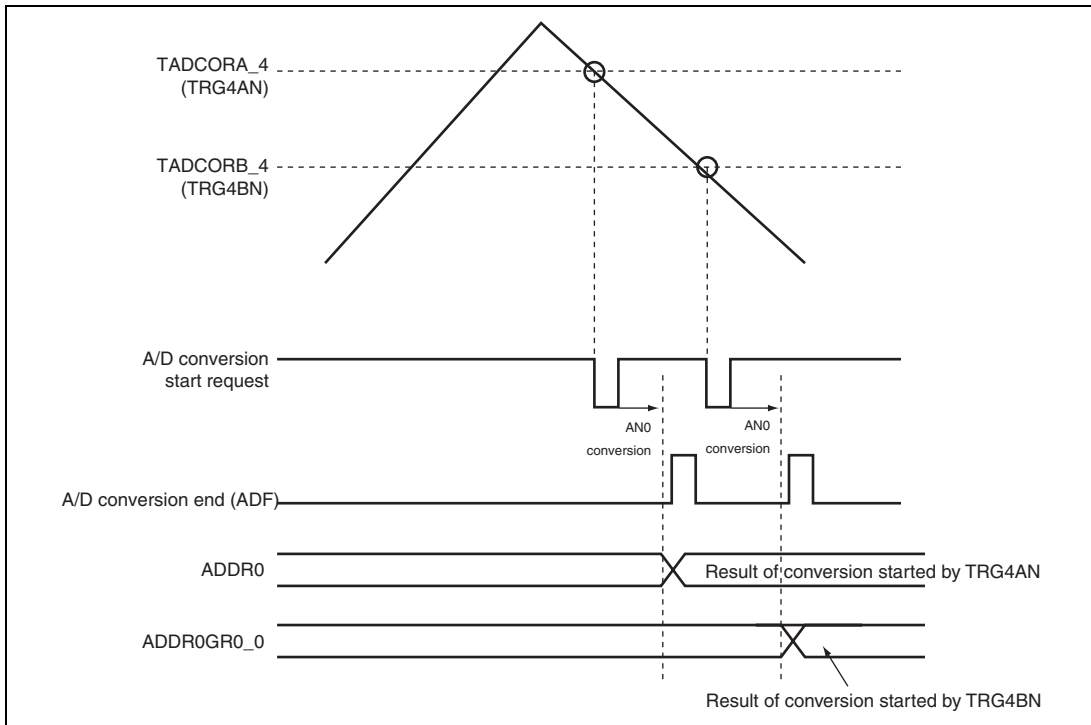 TADCORA_4
(TRG4AN)
TADCORB_4
(TRG4BN)
A/D conversion
start request
AN0
conversion
AN0
conversion
A/D conversion end (ADF)
ADDR0
Result of conversion started by TRG4AN
ADDR0GR0_0
Result of conversion started by TRG4BN